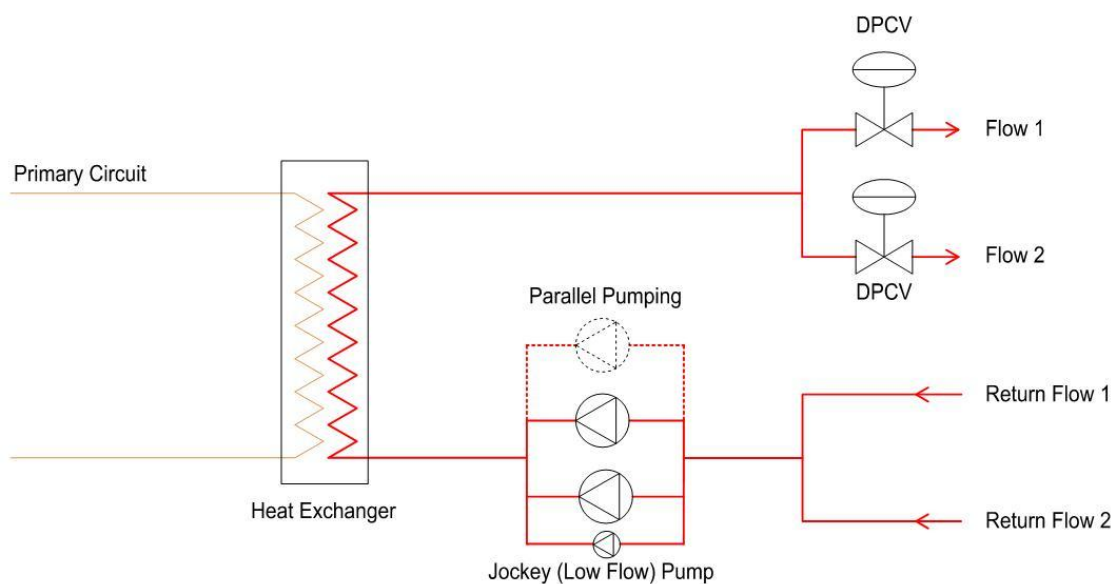 DPCV
Flow 1
Primary Circuit
Flow 2
DPCV
Parallel Pumping
Return Flow 1
Heat Exchanger
Return Flow 2
Jockey (Low Flow) Pump